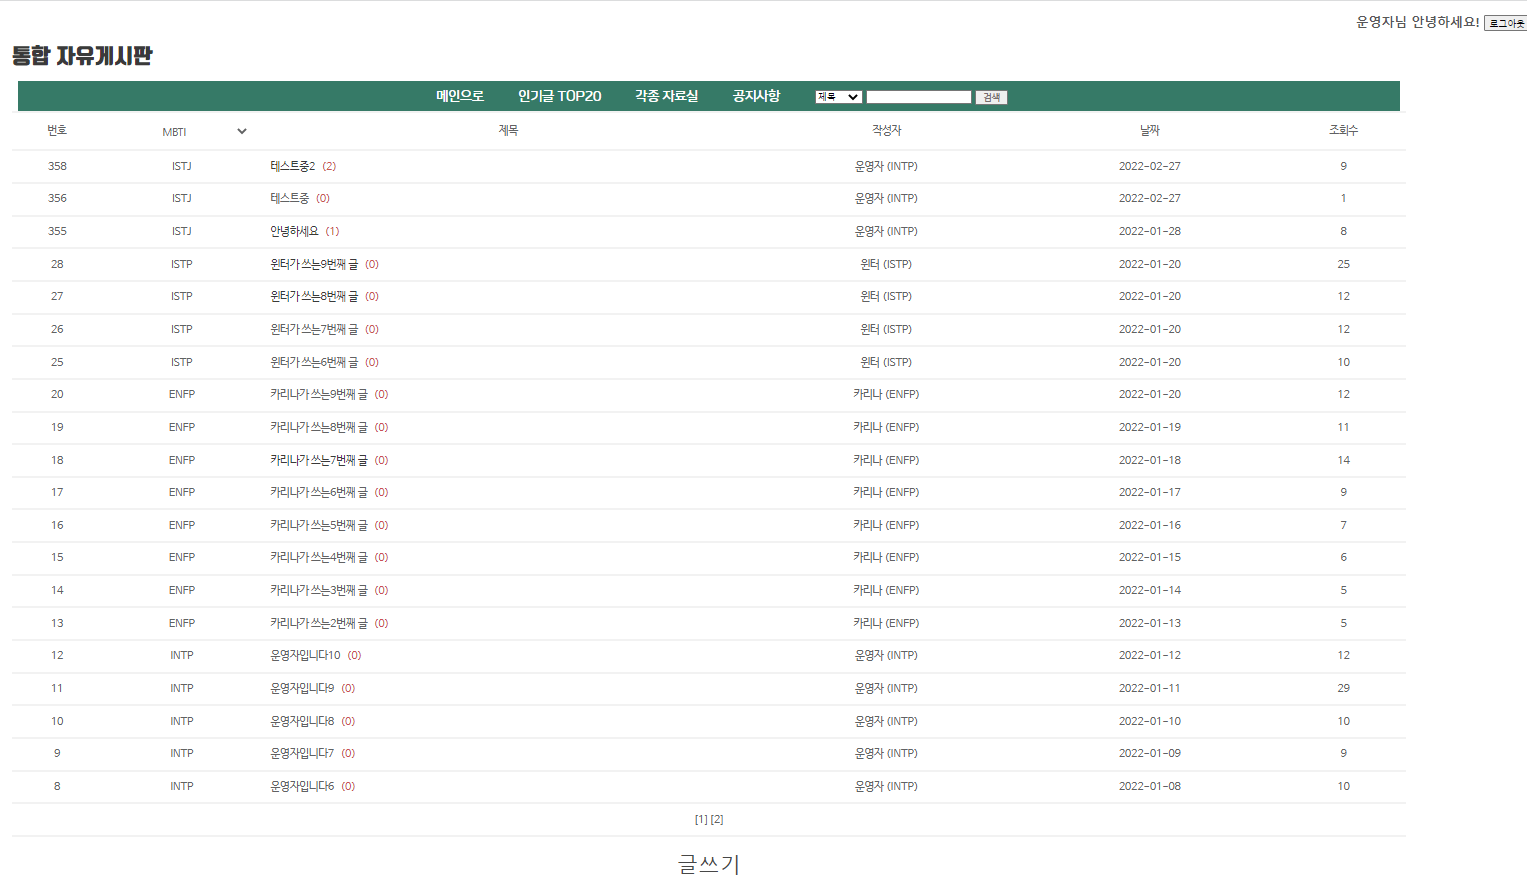 운영자님 안녕하세요! 로그아웃
통합 자유게시판
메인으로 인기글 TOP20 각종 자료실 공지사항 제목 검색
번호 MBTI 제목 작성자 날짜 조회수
358 ISTJ 테스트중2 (2) 운영자 (INTP) 2022-02-27 9
356 ISTJ 테스트중 (0) 운영자 (INTP) 2022-02-27 1
355 ISTJ 안녕하세요 (1) 운영자 (INTP) 2022-01-28 8
28 ISTP 윈터가 쓰는9번째 글 (0) 윈터 (ISTP) 2022-01-20 25
27 ISTP 윈터가 쓰는8번째 글 (0) 윈터 (ISTP) 2022-01-20 12
26 ISTP 윈터가 쓰는7번째 글 (0) 윈터 (ISTP) 2022-01-20 12
25 ISTP 윈터가 쓰는6번째 글 (0) 윈터 (ISTP) 2022-01-20 10
20 ENFP 카리나가 쓰는9번째 글 (0) 카리나 (ENFP) 2022-01-20 12
19 ENFP 카리나가 쓰는8번째 글 (0) 카리나 (ENFP) 2022-01-19 11
18 ENFP 카리나가 쓰는7번째 글 (0) 카리나 (ENFP) 2022-01-18 14
17 ENFP 카리나가 쓰는6번째 글 (0) 카리나 (ENFP) 2022-01-17 9
16 ENFP 카리나가 쓰는5번째 글 (0) 카리나 (ENFP) 2022-01-16 7
15 ENFP 카리나가 쓰는4번째 글 (0) 카리나 (ENFP) 2022-01-15 6
14 ENFP 카리나가 쓰는3번째 글 (0) 카리나 (ENFP) 2022-01-14 5
13 ENFP 카리나가 쓰는2번째 글 (0) 카리나 (ENFP) 2022-01-13 5
12 INTP 운영자입니다10 (0) 운영자 (INTP) 2022-01-12 12
11 INTP 운영자입니다9 (0) 운영자 (INTP) 2022-01-11 29
10 INTP 운영자입니다8 (0) 운영자 (INTP) 2022-01-10 10
9 INTP 운영자입니다7 (0) 운영자 (INTP) 2022-01-09 9
8 INTP 운영자입니다6 (0) 운영자 (INTP) 2022-01-08 10
[1] [2]
글쓰기